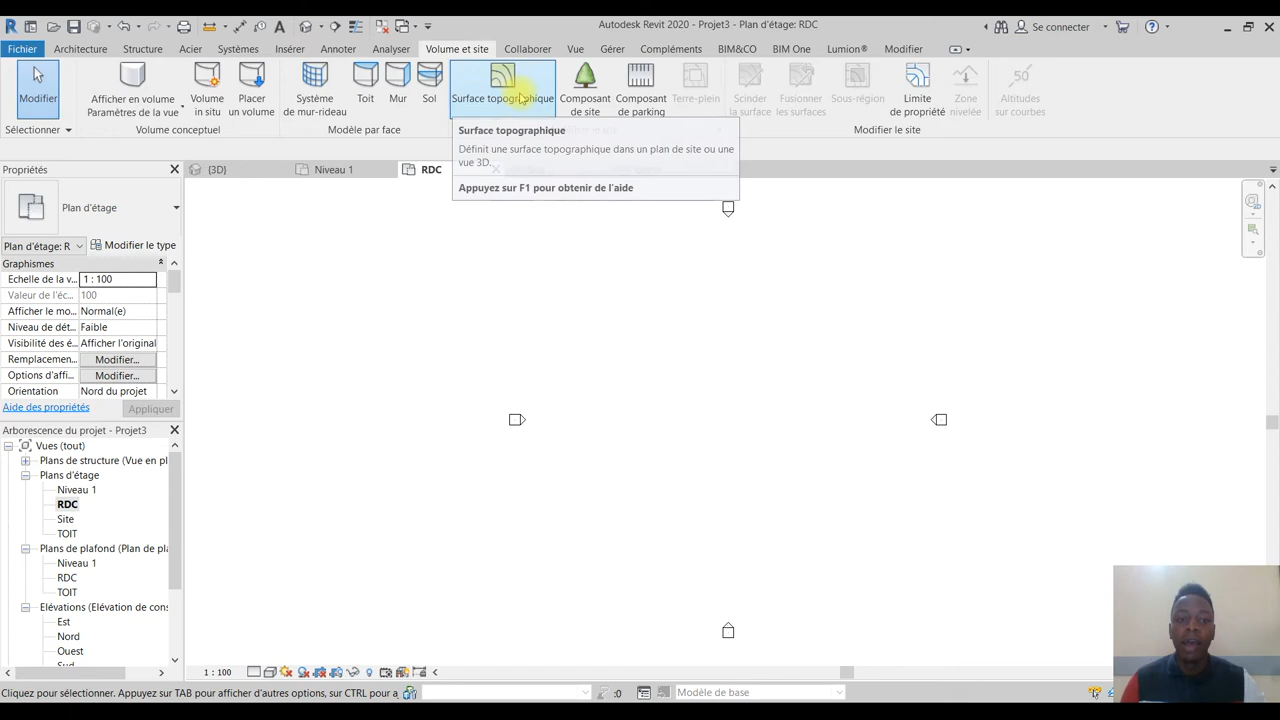 Autodesk Revit 2020 - Projet3 - Plan d'étage: RDC
Se connecter
Fichier Architecture Structure Acier Systèmes Insérer Annoter Analyser Volume et site Collaborer Vue Gérer Compléments BIM&CO BIM One Lumion® Modifier
Modifier
Afficher en volume
Paramètres de la vue
Volume
in situ
Placer
un volume
Système
de mur-rideau
Toit
Mur
Sol
Surface topographique
Composant
de site
Composant
de parking
Terre-plein
Scinder
la surface
Fusionner
les surfaces
Sous-région
Limite
de propriété
Zone
nivelée
50
Altitudes
sur courbes
Sélectionner
Volume conceptuel
Modèle par face
Modifier le site
Surface topographique
Définit une surface topographique dans un plan de site ou une
vue 3D.
Appuyez sur F1 pour obtenir de l'aide
Propriétés
{3D}
Niveau 1
RDC
Plan d'étage
Plan d'étage: R
Modifier le type
Graphismes
Echelle de la v... 1 : 100
Valeur de l'éc... 100
Afficher le mo... Normal(e)
Niveau de dét... Faible
Visibilité des é... Afficher l'original
Remplacemen... Modifier...
Options d'affi... Modifier...
Orientation Nord du projet
Aide des propriétés
Appliquer
Arborescence du projet - Projet3
Vues (tout)
Plans de structure (Vue en pl
Plans d'étage
Niveau 1
RDC
Site
TOIT
Plans de plafond (Plan de pla
Niveau 1
RDC
TOIT
Elévations (Elévation de cons
Est
Nord
Ouest
Sud
1 : 100
Cliquez pour sélectionner. Appuyez sur TAB pour afficher d'autres options, sur CTRL pour a
:0
Modèle de base